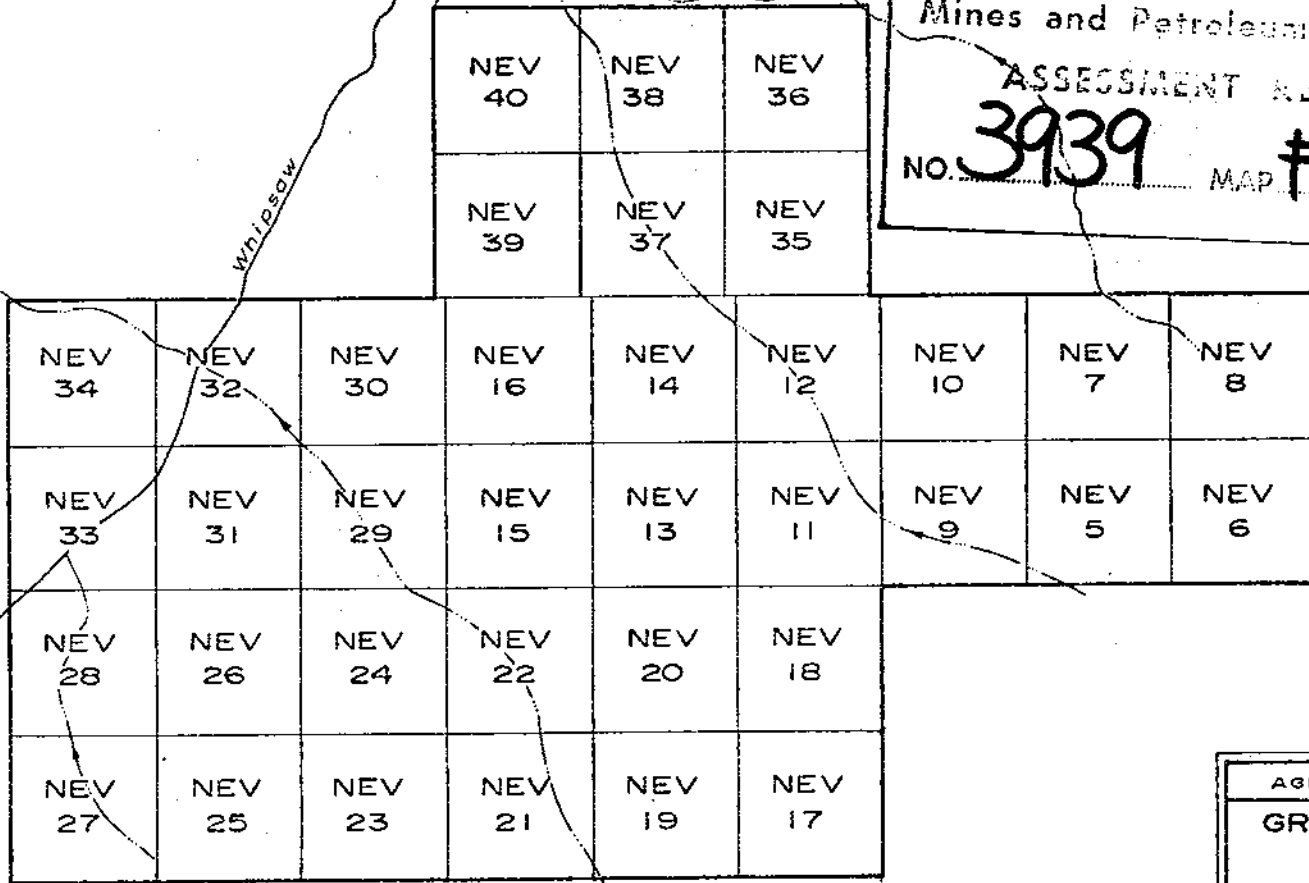 Mines and Petroleum
ASSESSMENT
NO. 3939 MAP #
Whipsaw
NEV 40
NEV 38
NEV 36
NEV 39
NEV 37
NEV 35
NEV 34
NEV 32
NEV 30
NEV 16
NEV 14
NEV 12
NEV 10
NEV 7
NEV 8
NEV 33
NEV 31
NEV 29
NEV 15
NEV 13
NEV 11
NEV 9
NEV 5
NEV 6
NEV 28
NEV 26
NEV 24
NEV 22
NEV 20
NEV 18
NEV 27
NEV 25
NEV 23
NEV 21
NEV 19
NEV 17